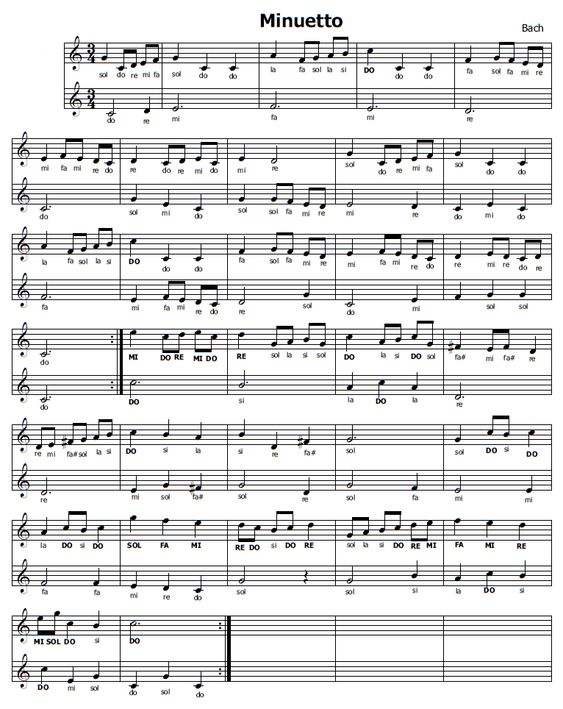 Minuetto
Bach
sol do re mi fa sol do do la fa sol la si DO do do fa sol fa mi re
do re mi fa mi re
mi fa mi re do re do re mi do mi re sol do re mi fa sol do do
do sol mi do sol sol fa mi re do mi do
la fa sol la si DO do do fa sol fa mi re mi fa mi re do re mi re do re
fa mi fa mi re do re sol do mi fa sol sol
do MI DO RE MI DO RE sol la si sol DO la si DO sol fa# mi fa# re
do DO si la DO la re
re mi fa# sol la si DO si la si re fa# sol sol DO si DO
re mi sol fa# sol re sol fa mi mi
la DO si DO SOL FA MI RE DO si DO RE sol la si DO RE MI FA MI RE
fa fa mi re do sol sol si la DO si
MI SOL DO si DO
DO mi sol sol do do